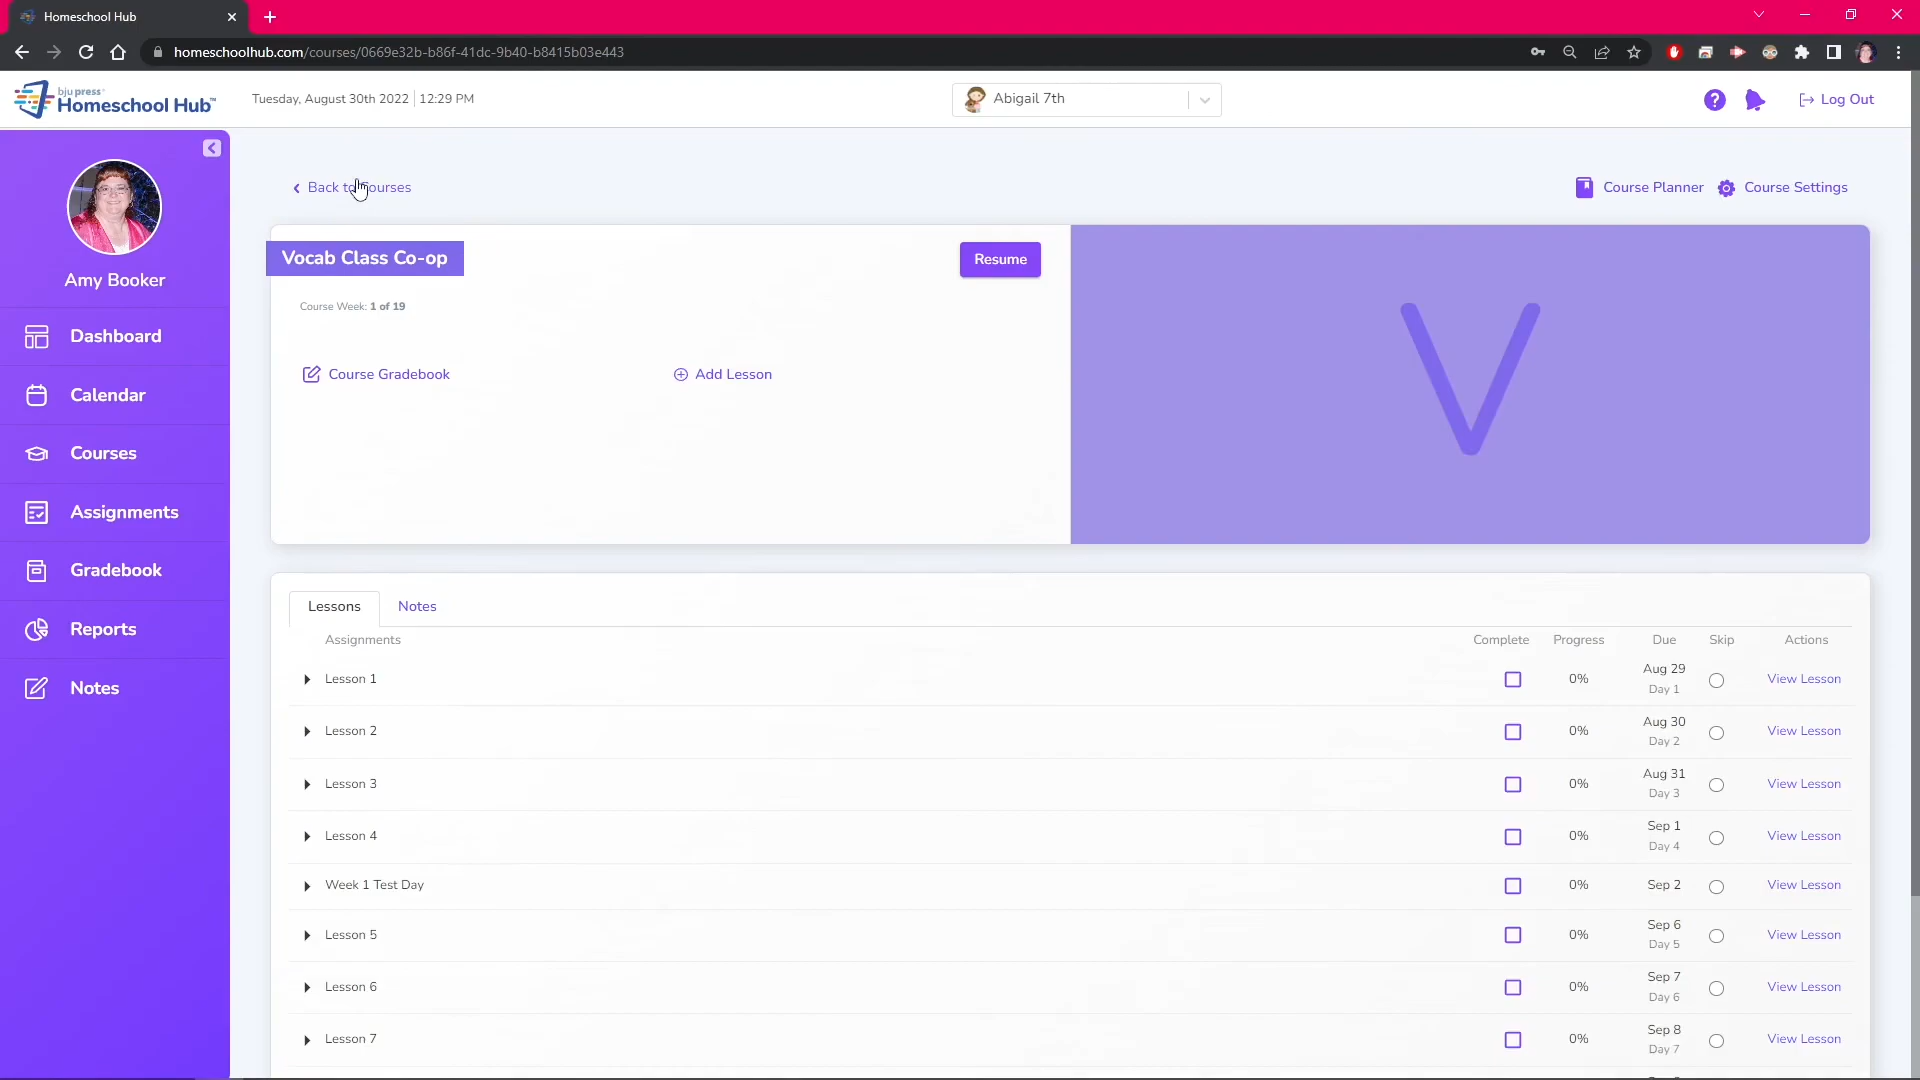 Homeschool Hub
homeschoolhub.com/courses/0669e32b-b86f-41dc-9b40-b8415b03e443
bju press
Homeschool Hub™
Tuesday, August 30th 2022 | 12:29 PM
Abigail 7th
?
Log Out
Amy Booker
Dashboard
Calendar
Courses
Assignments
Gradebook
Reports
Notes
Back to Courses
Course Planner
Course Settings
Vocab Class Co-op
Resume
Course Week: 1 of 19
Course Gradebook
Add Lesson
V
Lessons
Notes
Assignments Complete Progress Due Skip Actions
Lesson 1 0% Aug 29 View Lesson
Day 1
Lesson 2 0% Aug 30 View Lesson
Day 2
Lesson 3 0% Aug 31 View Lesson
Day 3
Lesson 4 0% Sep 1 View Lesson
Day 4
Week 1 Test Day 0% Sep 2 View Lesson
Lesson 5 0% Sep 6 View Lesson
Day 5
Lesson 6 0% Sep 7 View Lesson
Day 6
Lesson 7 0% Sep 8 View Lesson
Day 7